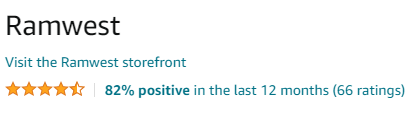 Ramwest
Visit the Ramwest storefront
82% positive in the last 12 months (66 ratings)